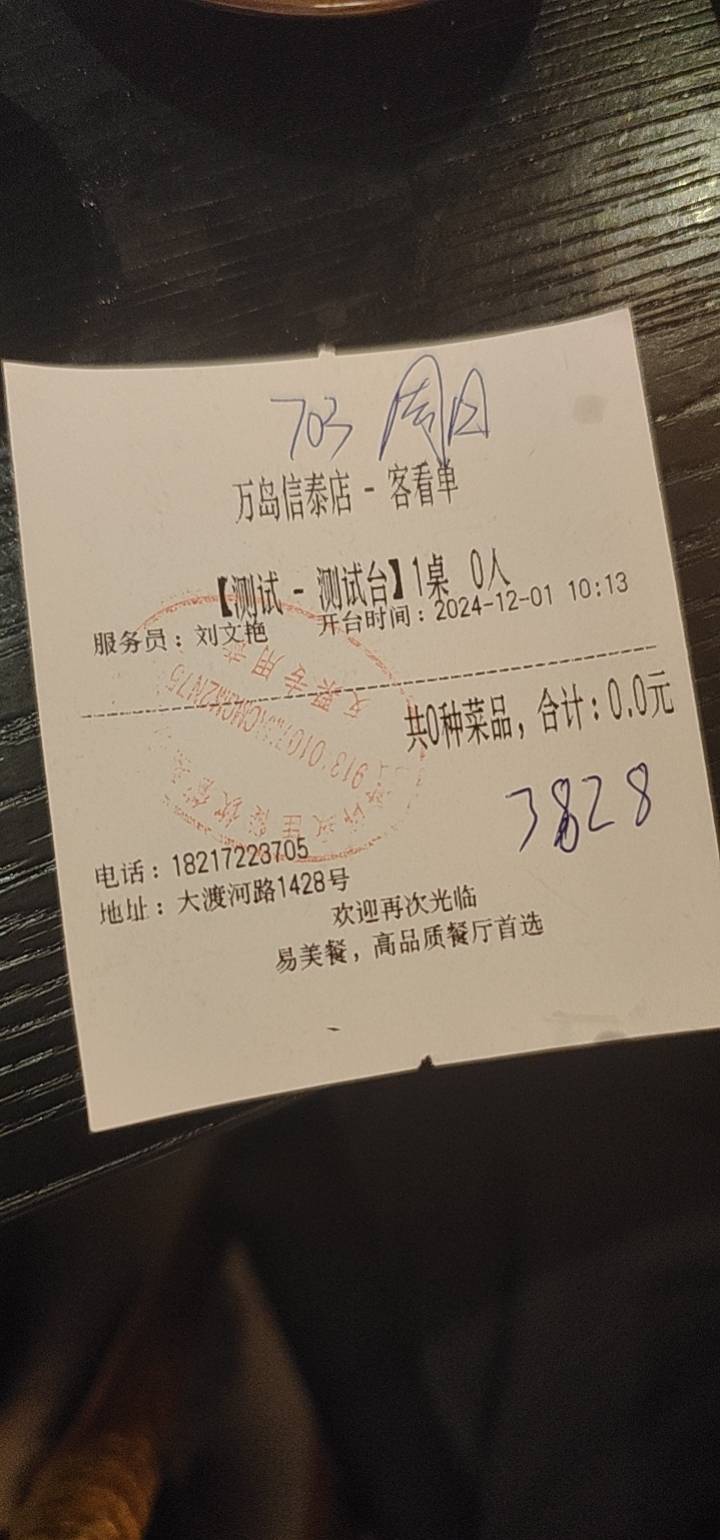 703 周日
万岛信泰店 - 客看单
【测试 - 测试台】1桌 0人
服务员：刘文艳 开台时间：2024-12-01 10:13
共0种菜品，合计：0.0元
3828
电话：18217223705
地址：大渡河路1428号
欢迎再次光临
易美餐，高品质餐厅首选